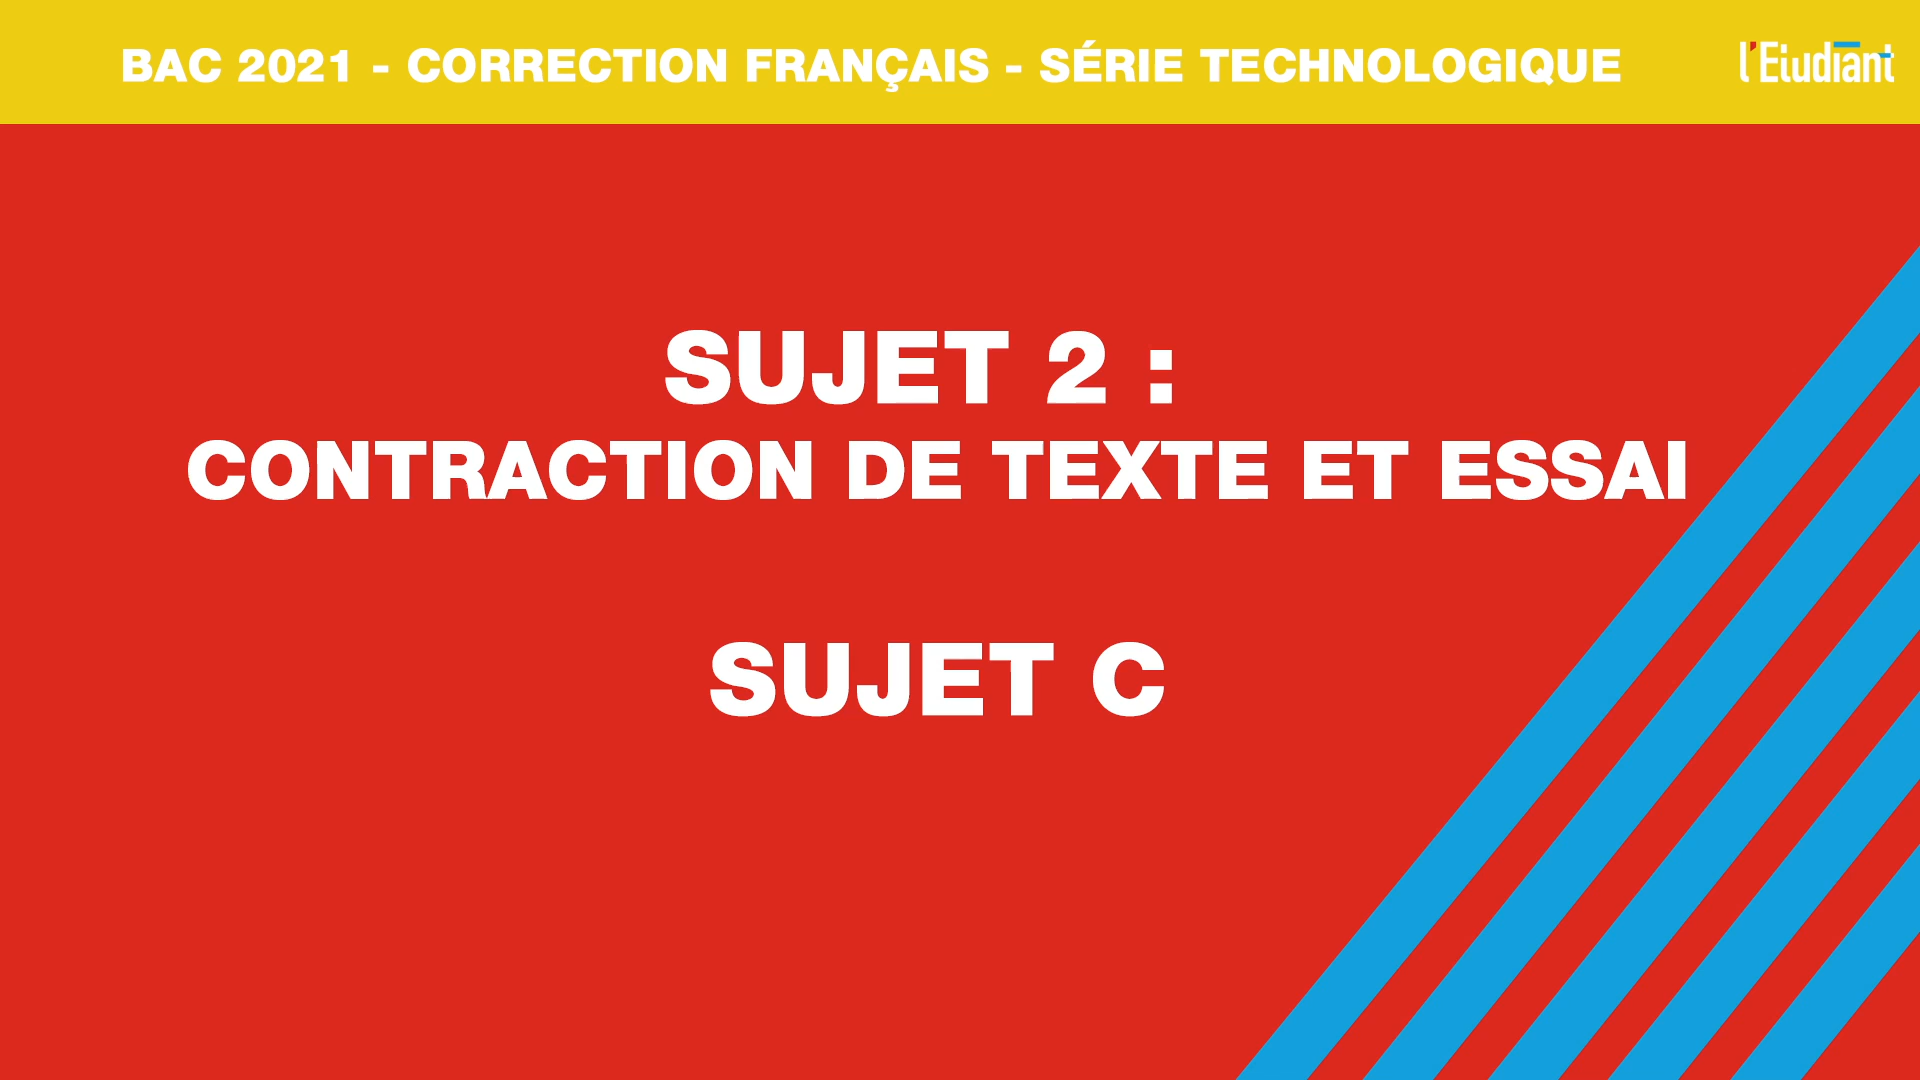 BAC 2021 - CORRECTION FRANÇAIS - SÉRIE TECHNOLOGIQUE
l'Etudiant
SUJET 2 :
CONTRACTION DE TEXTE ET ESSAI
SUJET C